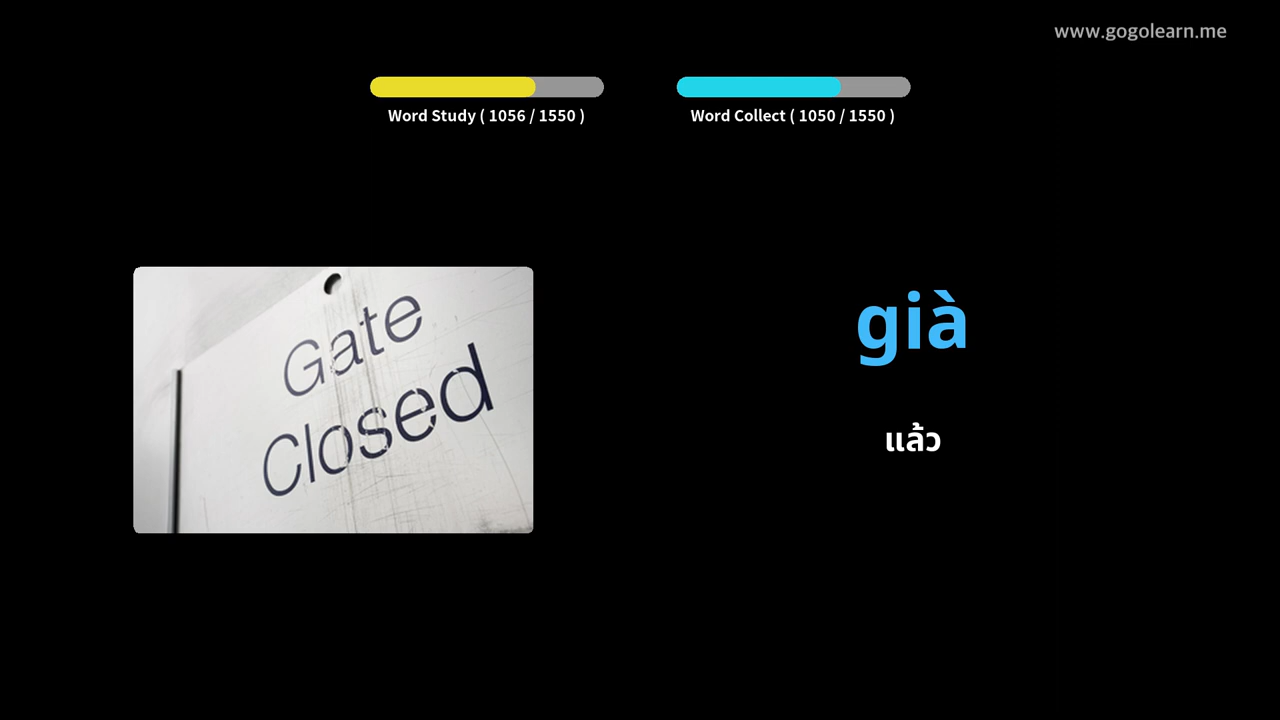 www.gogolearn.me
Word Study ( 1056 / 1550 )
Word Collect ( 1050 / 1550 )
Gate
Closed
già
แล้ว